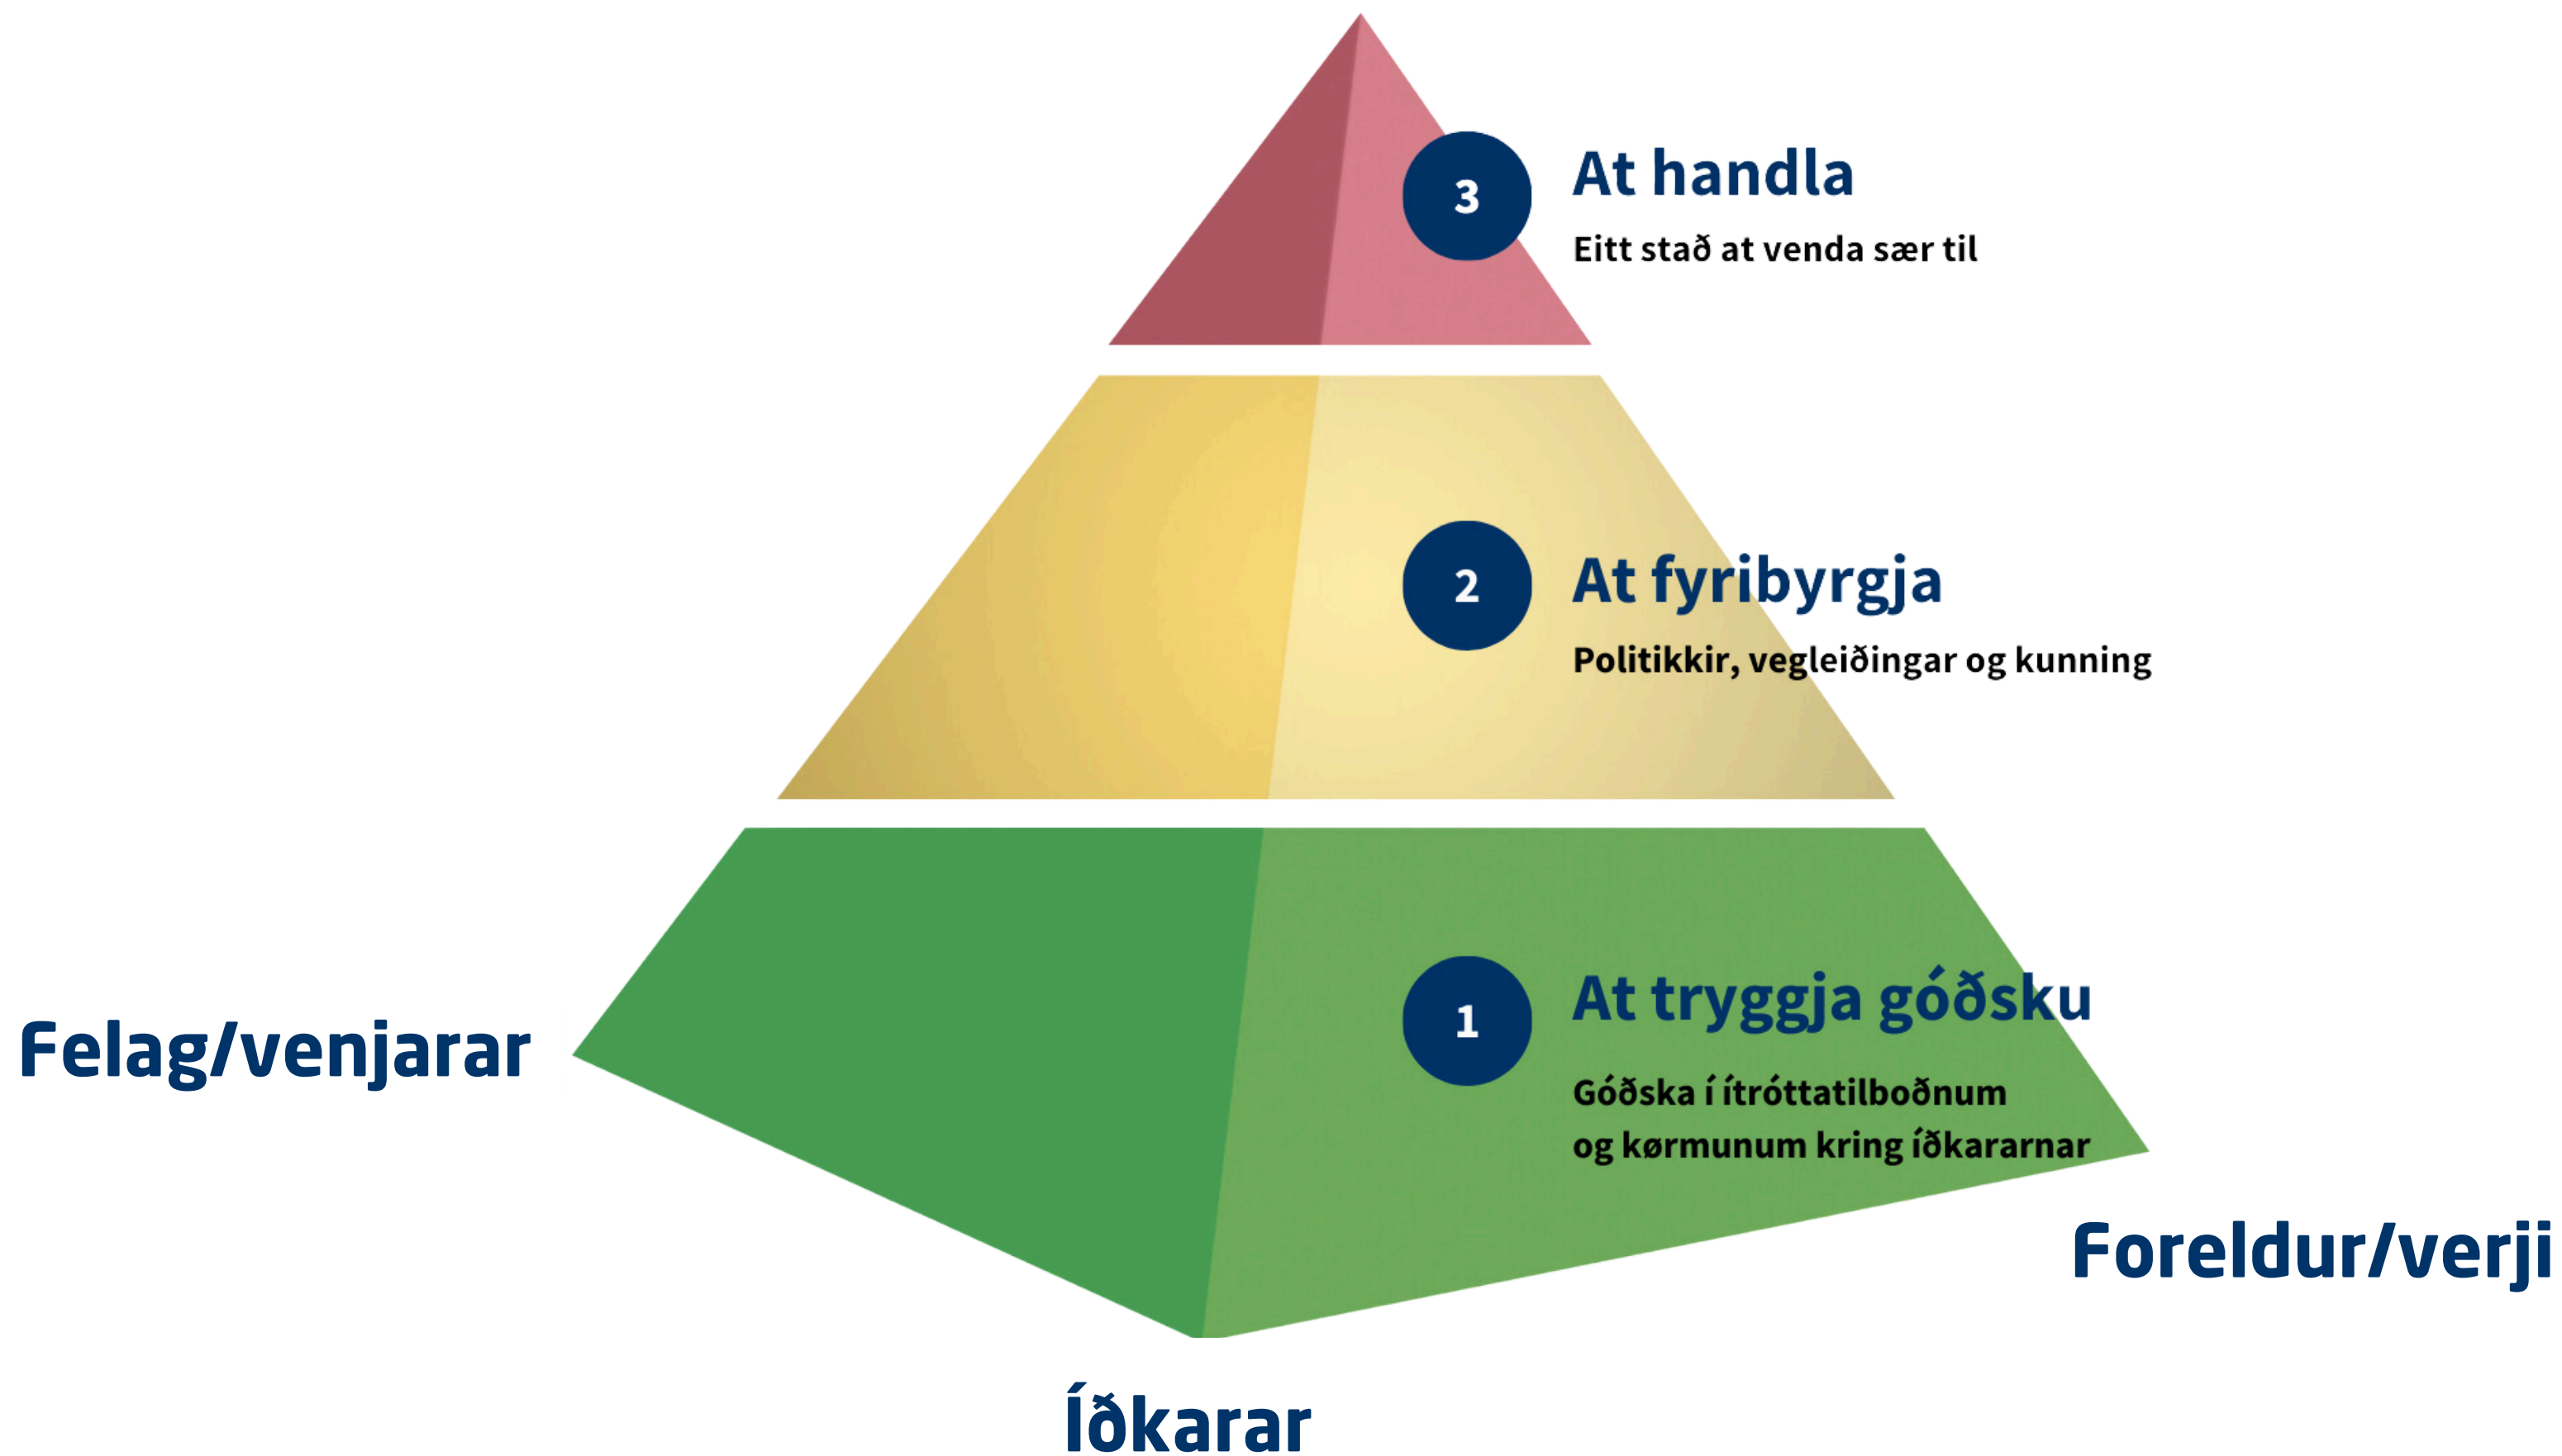 3
At handla
Eitt stað at venda sær til
2
At fyribyrgja
Politikkir, vegleiðingar og kunning
1
At tryggja góðsku
Góðska í ítróttatilboðnum
og kørmunum kring íðkararnar
Felag/venjarar
Foreldur/verji
Íðkarar